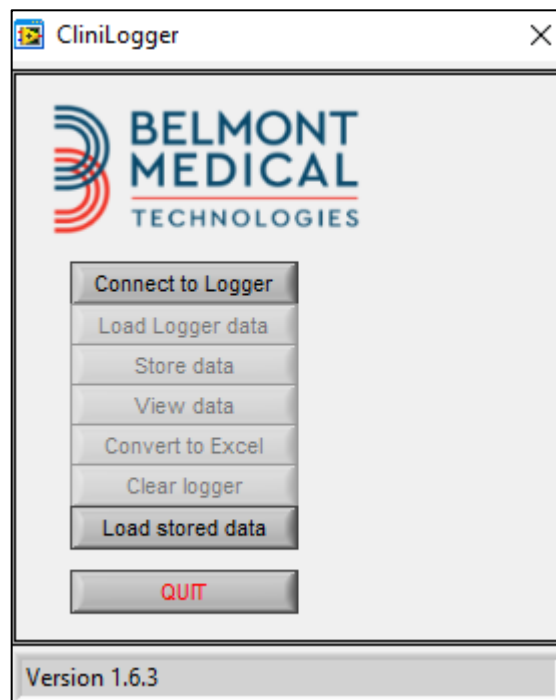 CliniLogger
BELMONT
MEDICAL
TECHNOLOGIES
Connect to Logger
Load Logger data
Store data
View data
Convert to Excel
Clear logger
Load stored data
QUIT
Version 1.6.3